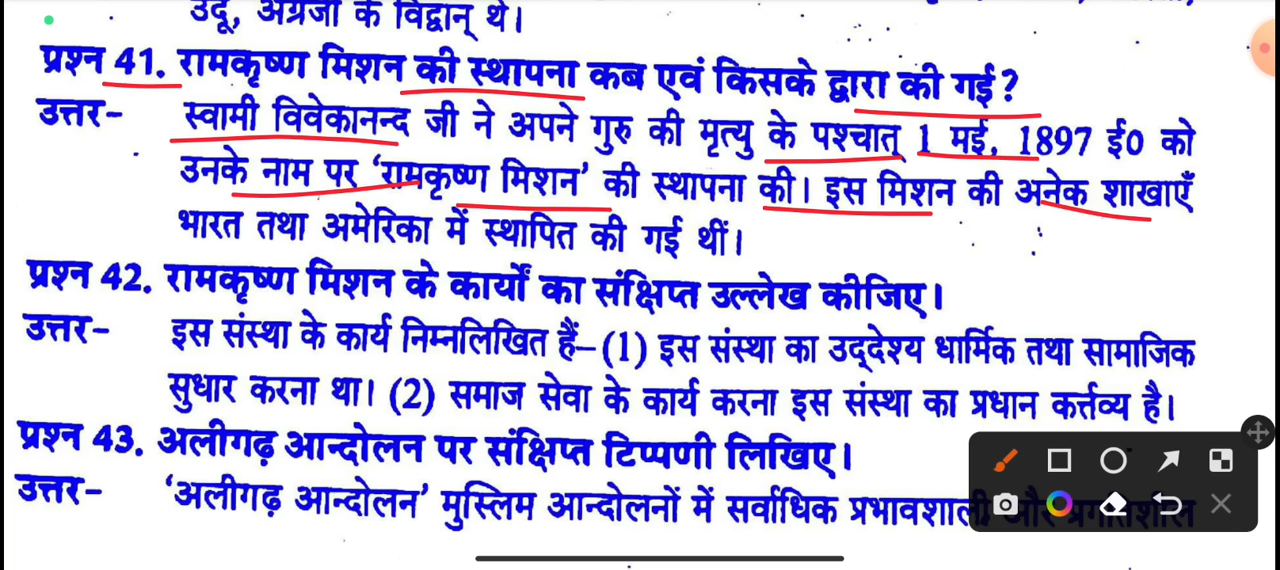 उर्दू, अंग्रेजी के विद्वान् थे।
प्रश्न 41. रामकृष्ण मिशन की स्थापना कब एवं किसके द्वारा की गई?
उत्तर- स्वामी विवेकानन्द जी ने अपने गुरु की मृत्यु के पश्चात् 1 मई, 1897 ई0 को
उनके नाम पर ‘रामकृष्ण मिशन’ की स्थापना की। इस मिशन की अनेक शाखाएँ
भारत तथा अमेरिका में स्थापित की गई थीं।
प्रश्न 42. रामकृष्ण मिशन के कार्यों का संक्षिप्त उल्लेख कीजिए।
उत्तर- इस संस्था के कार्य निम्नलिखित हैं–(1) इस संस्था का उद्देश्य धार्मिक तथा सामाजिक
सुधार करना था। (2) समाज सेवा के कार्य करना इस संस्था का प्रधान कर्त्तव्य है।
प्रश्न 43. अलीगढ़ आन्दोलन पर संक्षिप्त टिप्पणी लिखिए।
उत्तर- ‘अलीगढ़ आन्दोलन’ मुस्लिम आन्दोलनों में सर्वाधिक प्रभावशाली और प्रगतिशील